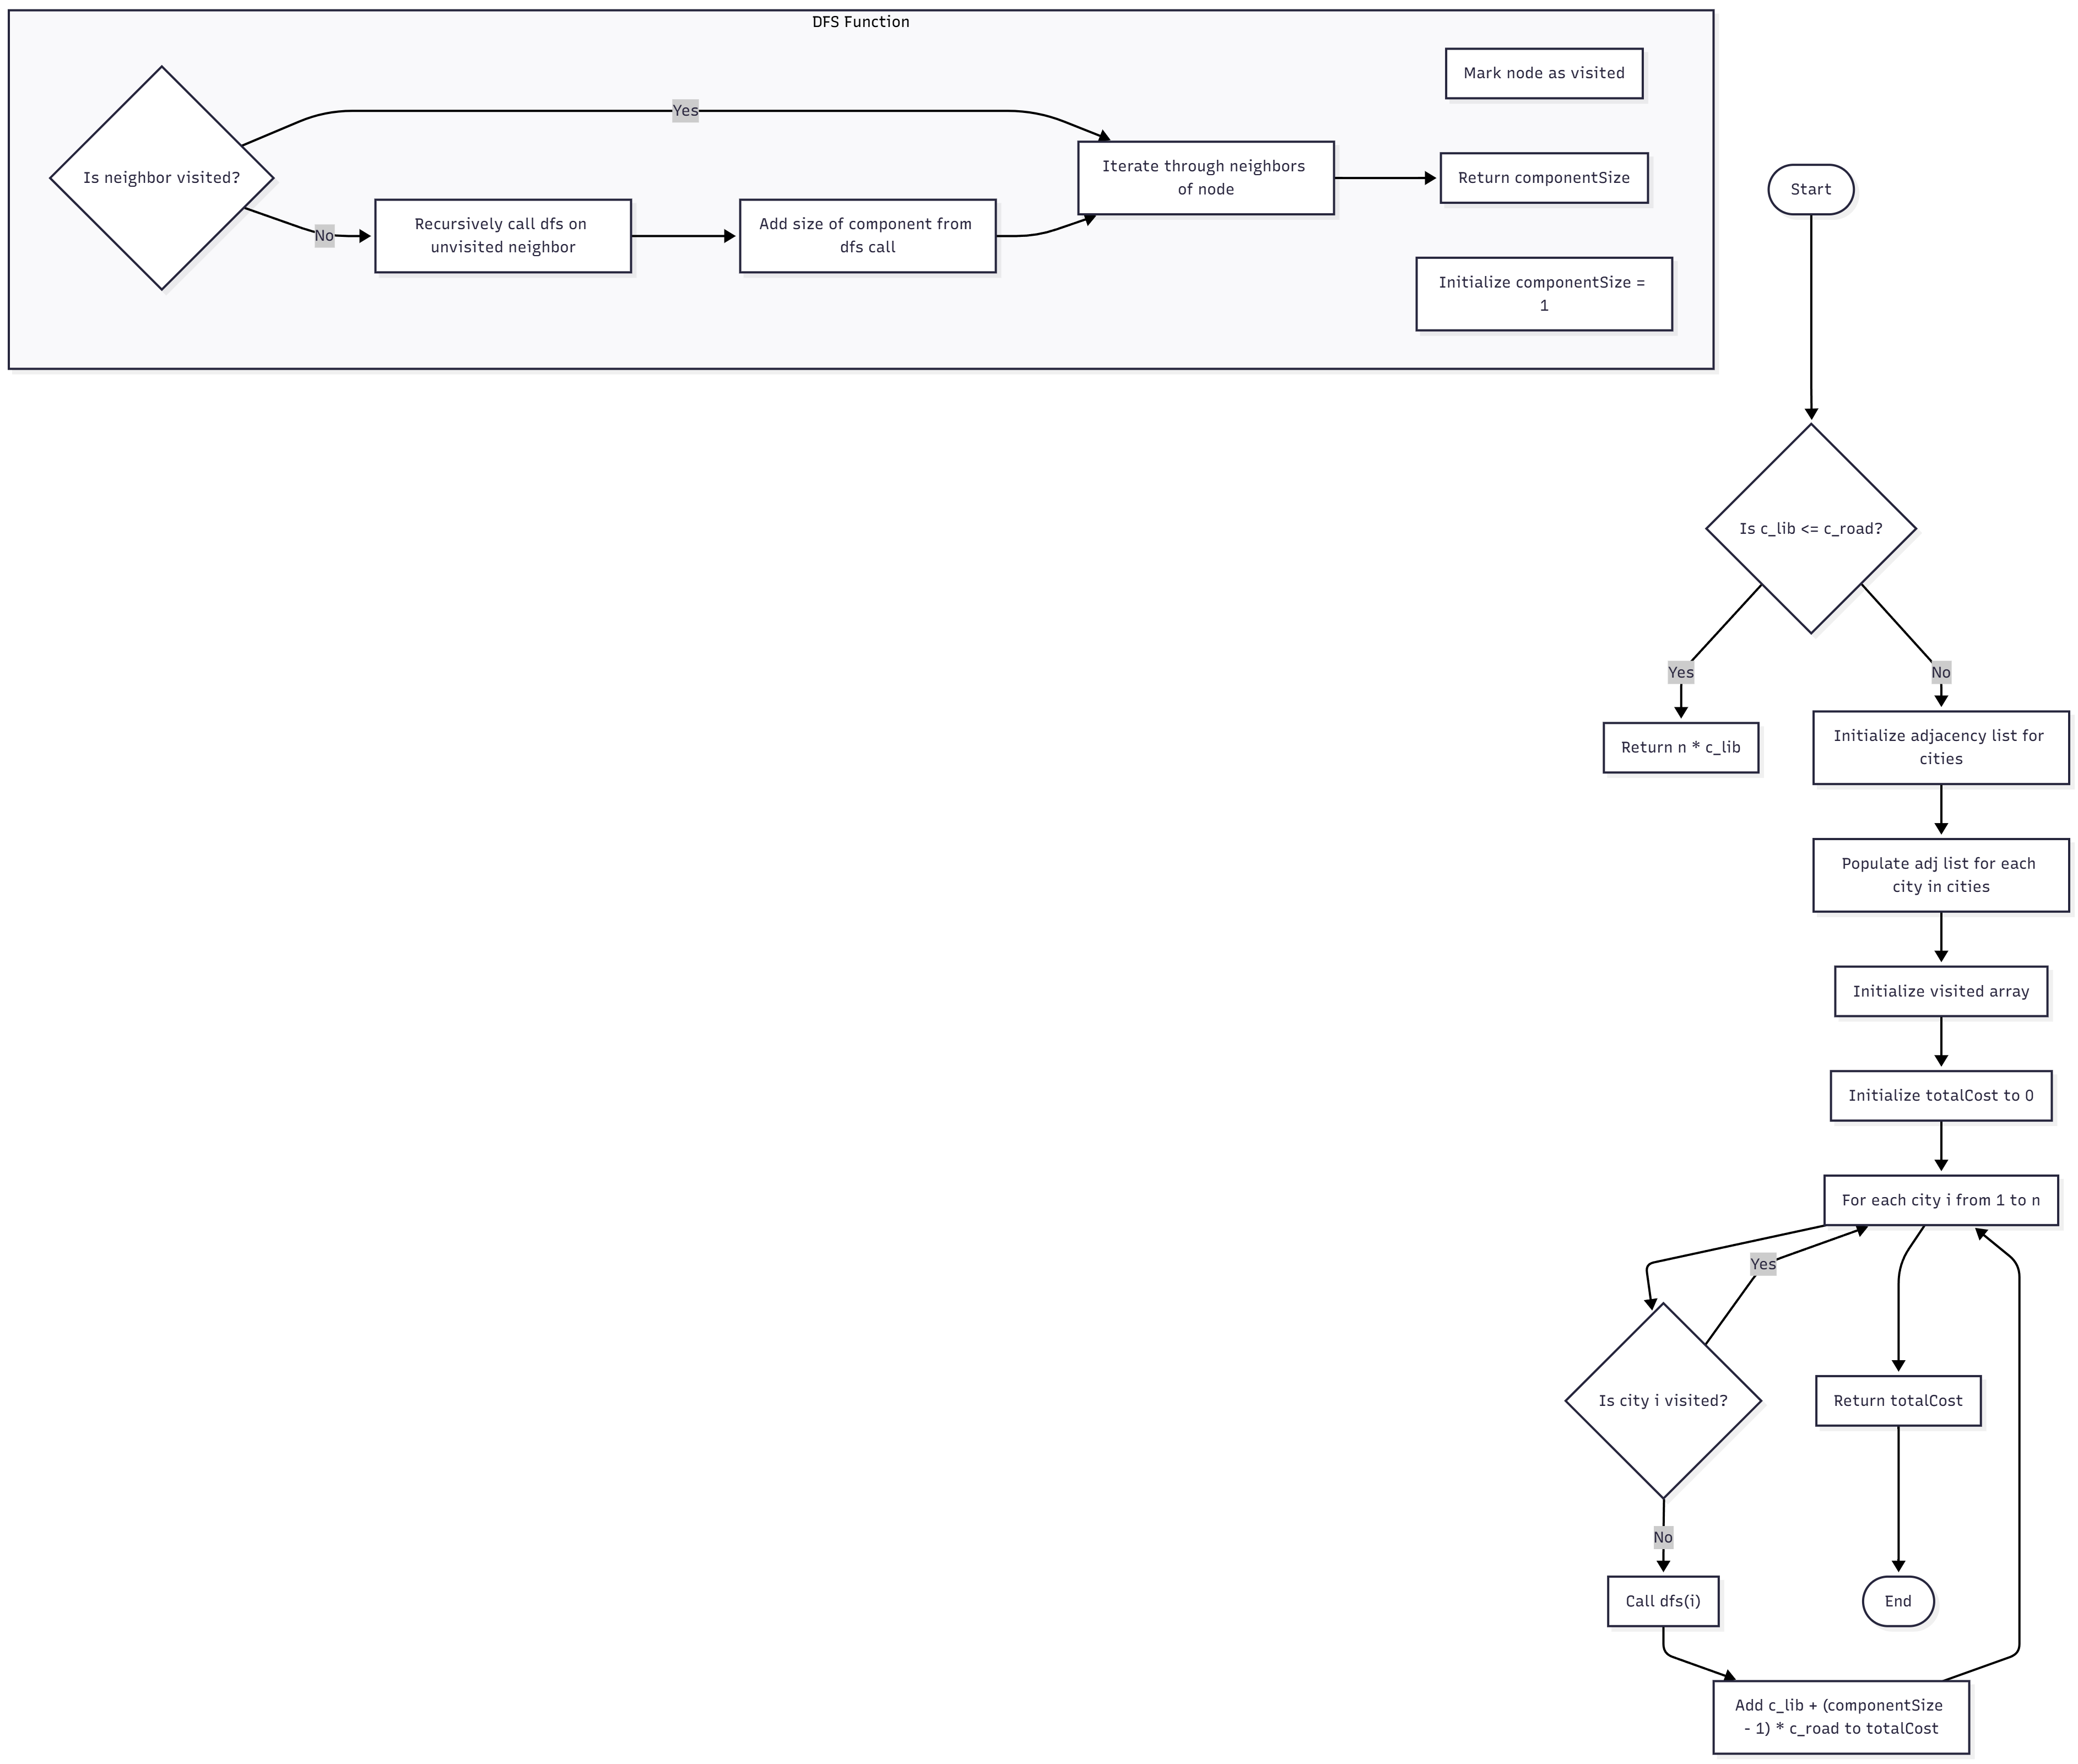 DFS Function
Mark node as visited
Yes
Is neighbor visited?
Iterate through neighbors
of node
Return componentSize
No
Recursively call dfs on
unvisited neighbor
Add size of component from
dfs call
Initialize componentSize =
1
Start
Is c_lib <= c_road?
Yes
No
Return n * c_lib
Initialize adjacency list for
cities
Populate adj list for each
city in cities
Initialize visited array
Initialize totalCost to 0
For each city i from 1 to n
Yes
Is city i visited?
Return totalCost
No
Call dfs(i)
End
Add c_lib + (componentSize
- 1) * c_road to totalCost